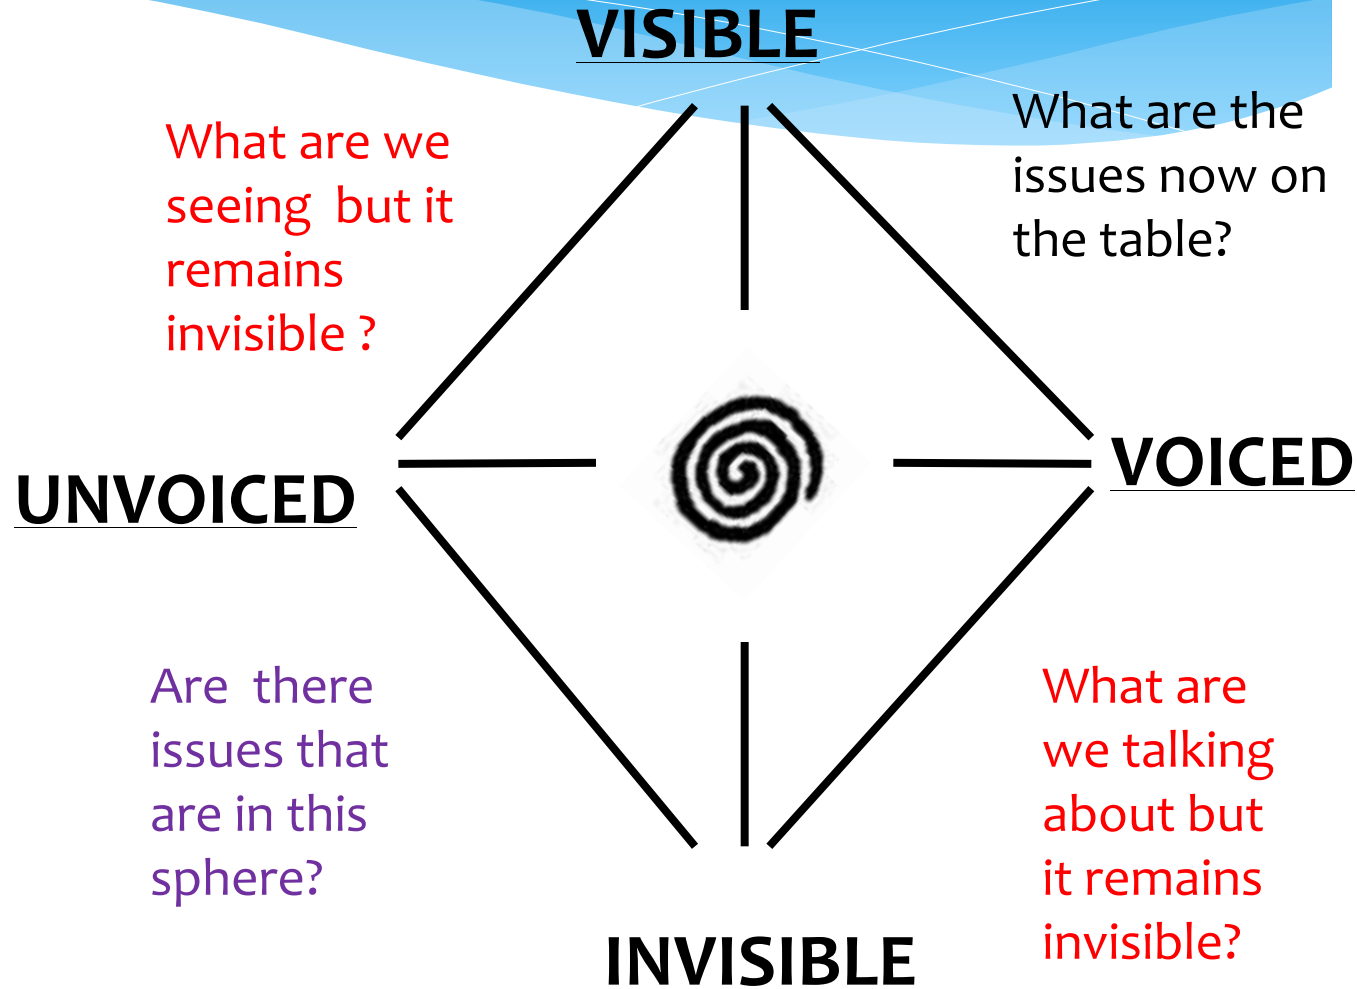 VISIBLE
What are we
seeing  but it
remains
invisible ?
What are the
issues now on
the table?
UNVOICED
VOICED
Are  there
issues that
are in this
sphere?
What are
we talking
about but
it remains
invisible?
INVISIBLE